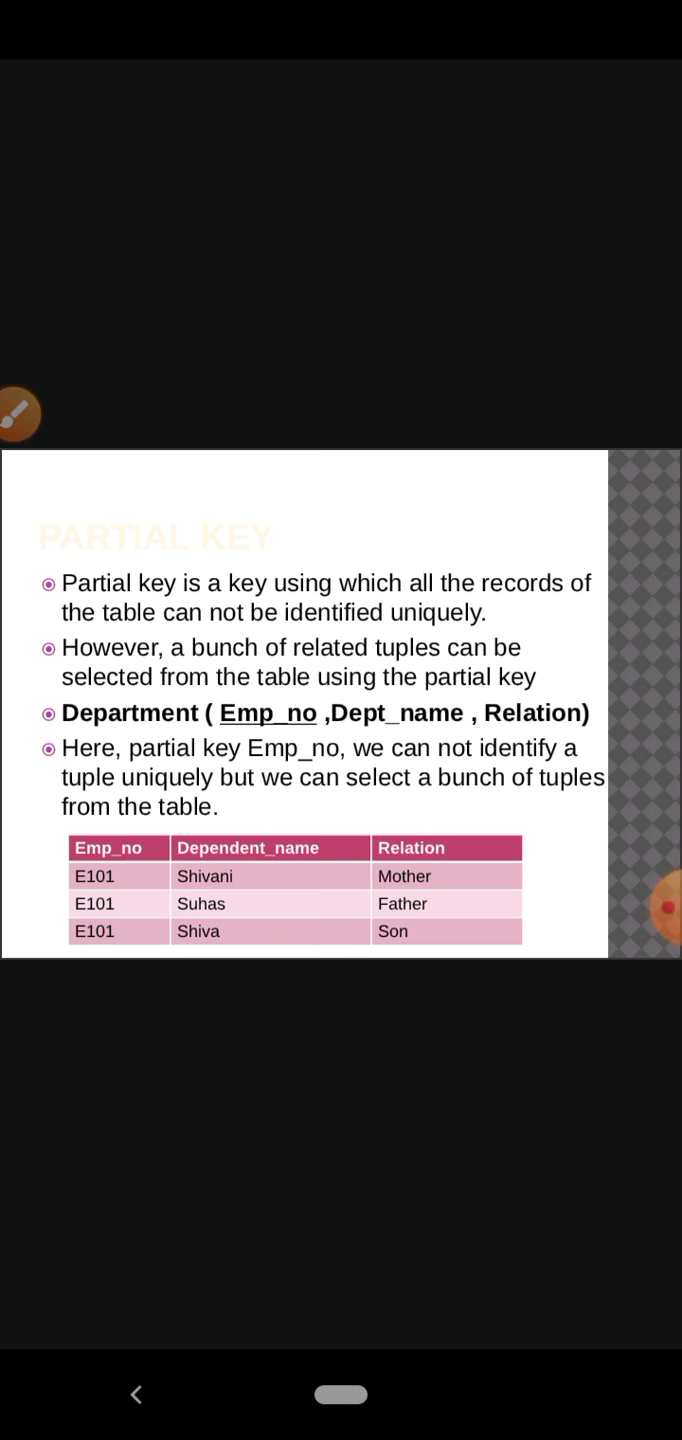 PARTIAL KEY
Partial key is a key using which all the records of
the table can not be identified uniquely.
However, a bunch of related tuples can be
selected from the table using the partial key
Department ( Emp_no ,Dept_name , Relation)
Here, partial key Emp_no, we can not identify a
tuple uniquely but we can select a bunch of tuples
from the table.
Emp_no Dependent_name Relation
E101 Shivani Mother
E101 Suhas Father
E101 Shiva Son